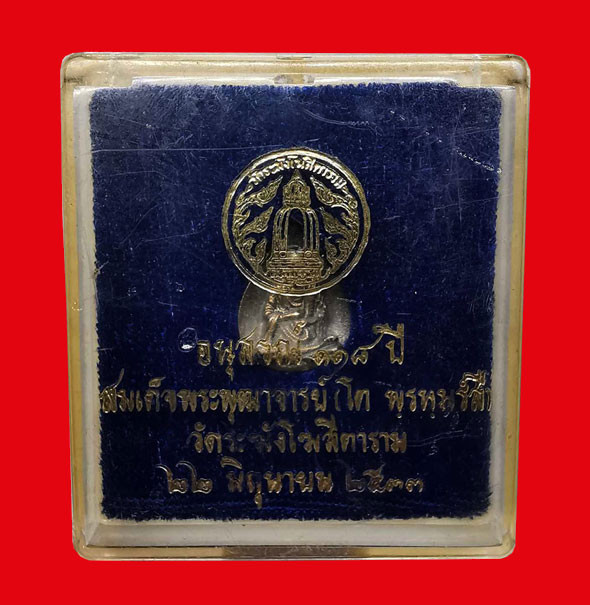 วัดระฆังโฆสิตาราม
อนุสรณ์ ๑๑๘ ปี
สมเด็จพระพุฒาจารย์ (โต พรหมรังสี)
วัดระฆังโฆสิตาราม
๒๒ มิถุนายน ๒๕๓๓